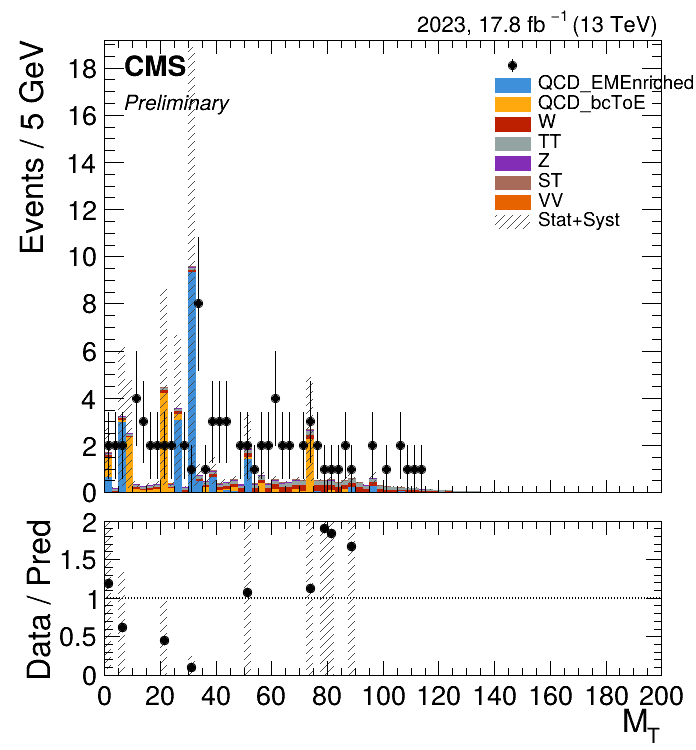 2023, 17.8 fb⁻¹ (13 TeV)
CMS
Preliminary
QCD_EMEnriched
QCD_bcToE
W
TT
Z
ST
VV
Stat+Syst
Events / 5 GeV
18
16
14
12
10
8
6
4
2
0
Data / Pred
2
1.5
1
0.5
0
0 20 40 60 80 100 120 140 160 180 200
M_T